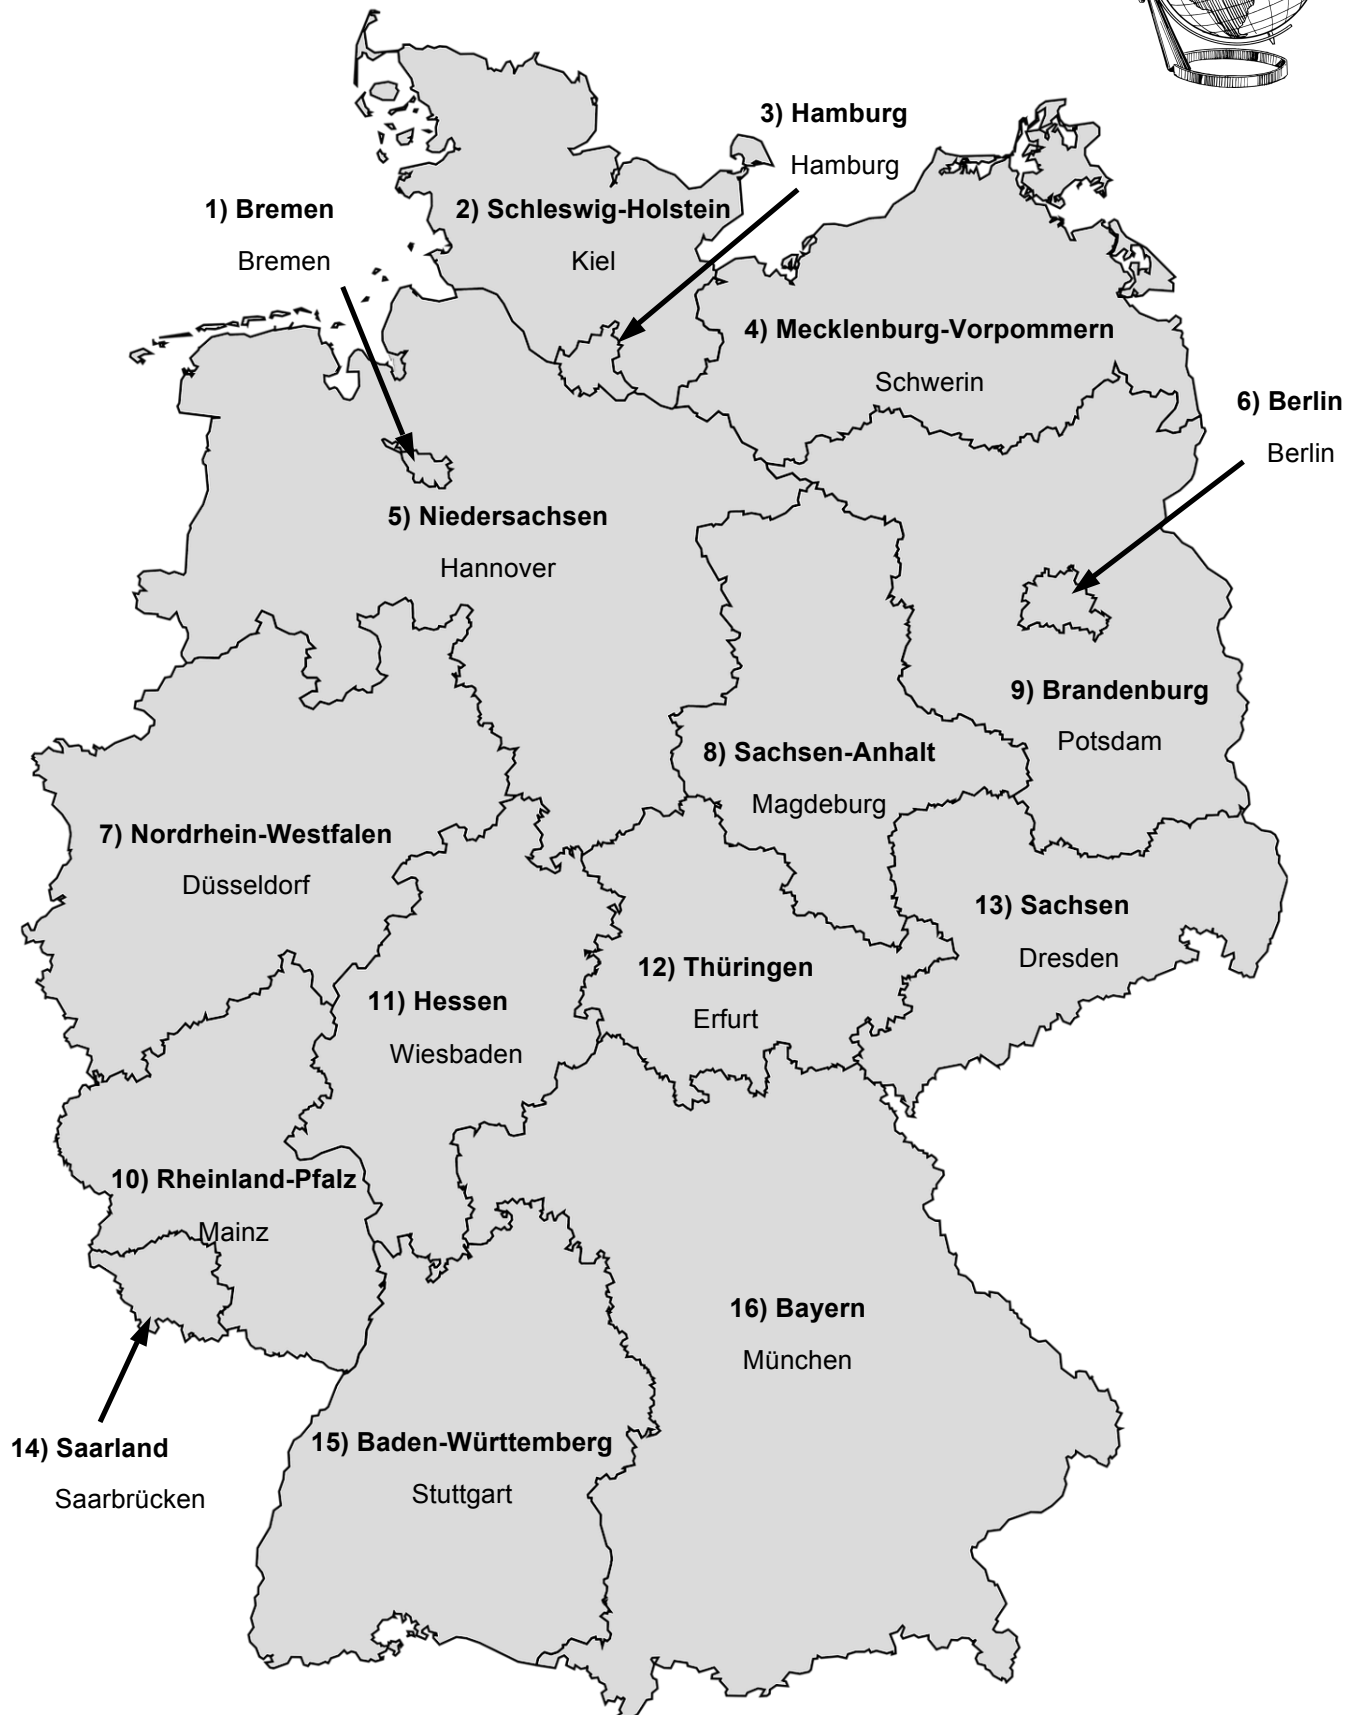 1) Bremen
Bremen
2) Schleswig-Holstein
Kiel
3) Hamburg
Hamburg
4) Mecklenburg-Vorpommern
Schwerin
5) Niedersachsen
Hannover
6) Berlin
Berlin
7) Nordrhein-Westfalen
Düsseldorf
8) Sachsen-Anhalt
Magdeburg
9) Brandenburg
Potsdam
10) Rheinland-Pfalz
Mainz
11) Hessen
Wiesbaden
12) Thüringen
Erfurt
13) Sachsen
Dresden
14) Saarland
Saarbrücken
15) Baden-Württemberg
Stuttgart
16) Bayern
München